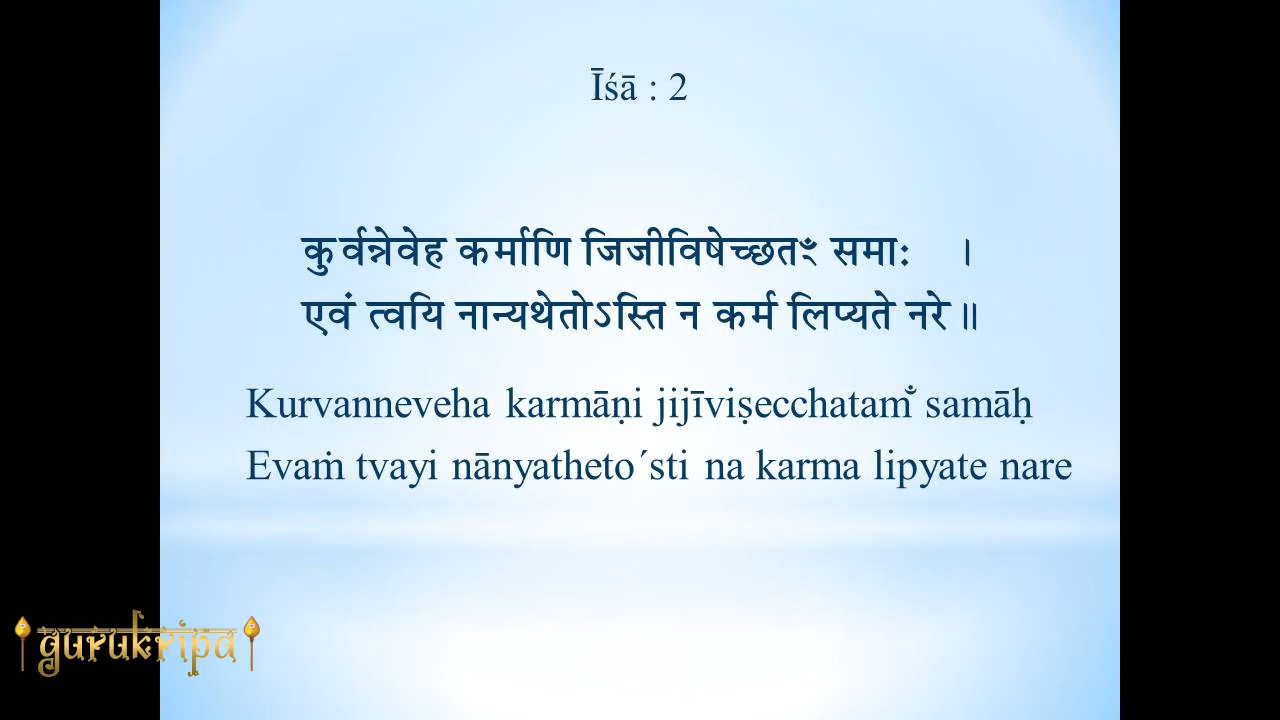 Īśā : 2
कुर्वन्नेवेह कर्माणि जिजीविषेच्छतꣳ समाः ।
एवं त्वयि नान्यथेतोऽस्ति न कर्म लिप्यते नरे ॥
Kurvanneveha karmāṇi jijīviṣecchatam̐ samāḥ
Evaṁ tvayi nānyatheto´sti na karma lipyate nare
gurukripa